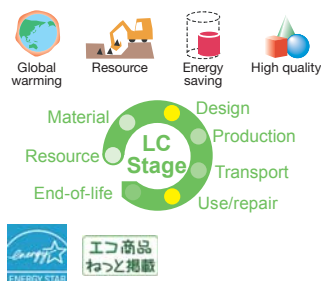 Global
warming
Resource
Energy
saving
High quality
Design
Material
Production
LC
Stage
Resource
Transport
End-of-life
Use/repair
energy
ENERGY STAR
エコ商品
ねっと掲載